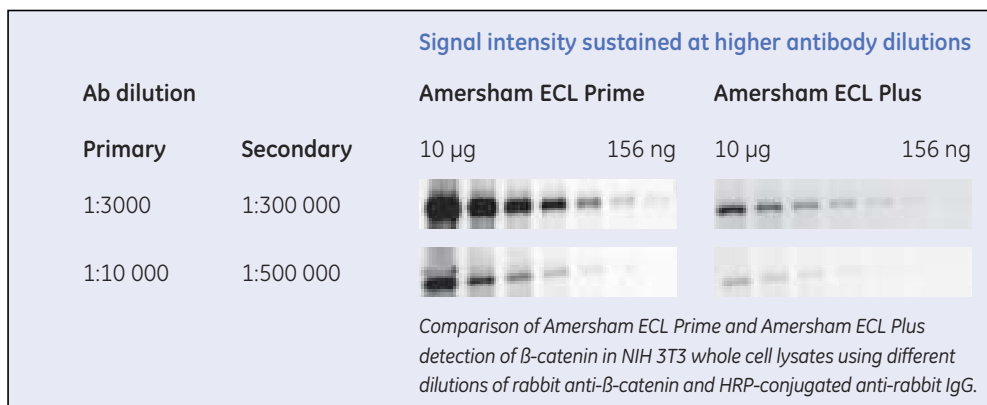 Signal intensity sustained at higher antibody dilutions
Ab dilution Amersham ECL Prime Amersham ECL Plus
Primary Secondary 10 µg 156 ng 10 µg 156 ng
1:3000 1:300 000
1:10 000 1:500 000
Comparison of Amersham ECL Prime and Amersham ECL Plus
detection of ß-catenin in NIH 3T3 whole cell lysates using different
dilutions of rabbit anti-ß-catenin and HRP-conjugated anti-rabbit IgG.